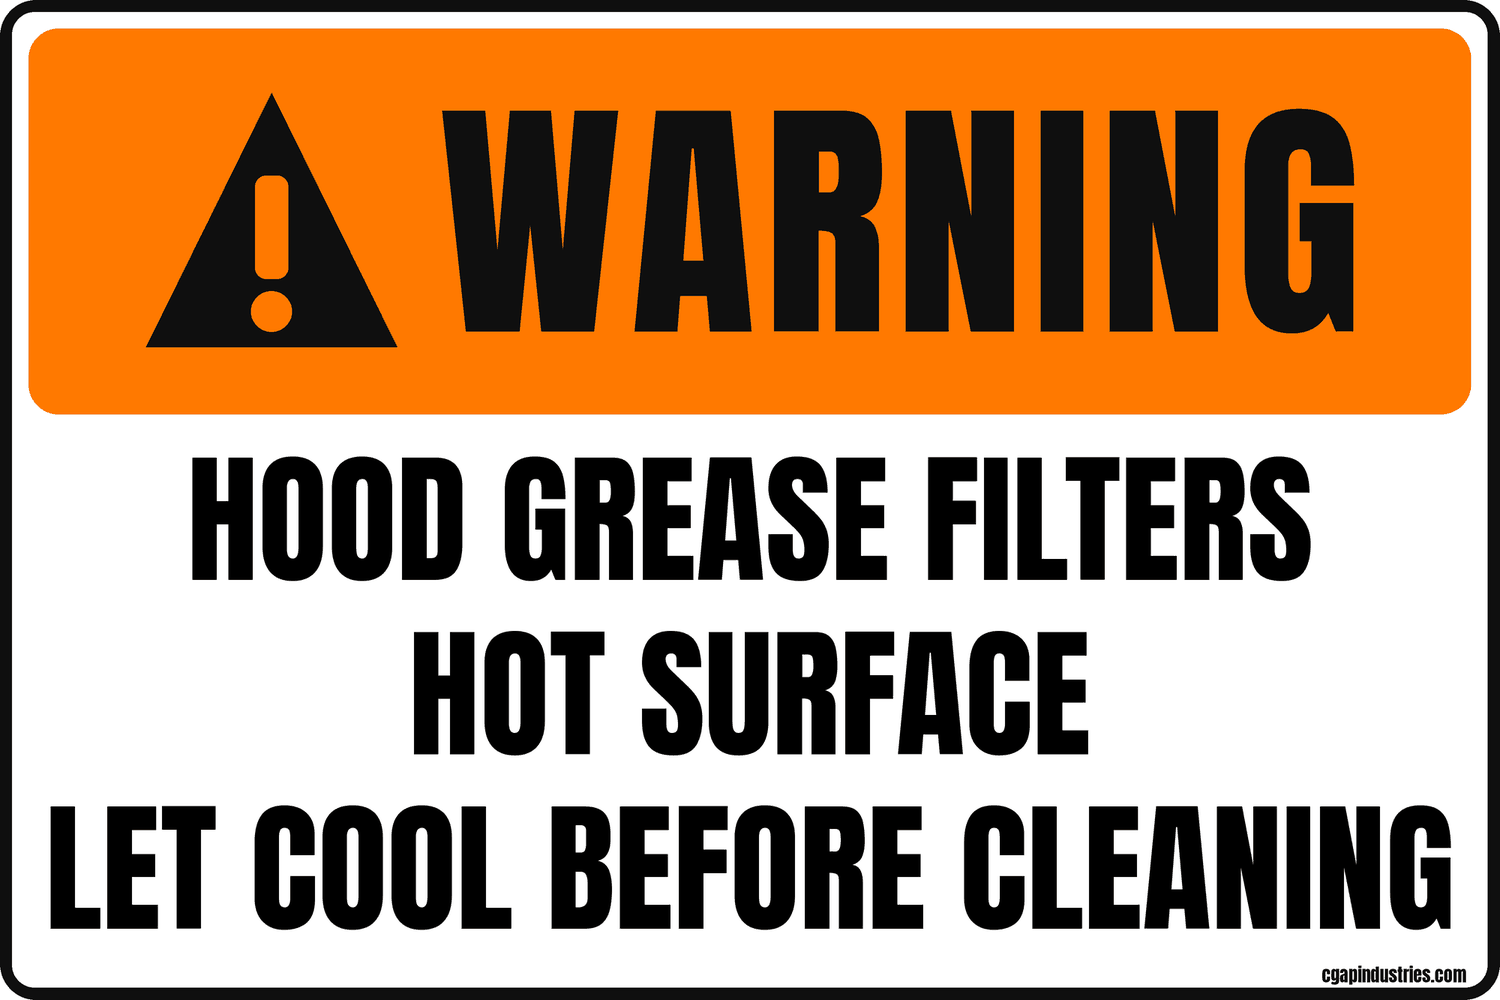 WARNING
HOOD GREASE FILTERS
HOT SURFACE
LET COOL BEFORE CLEANING
cgapindustries.com